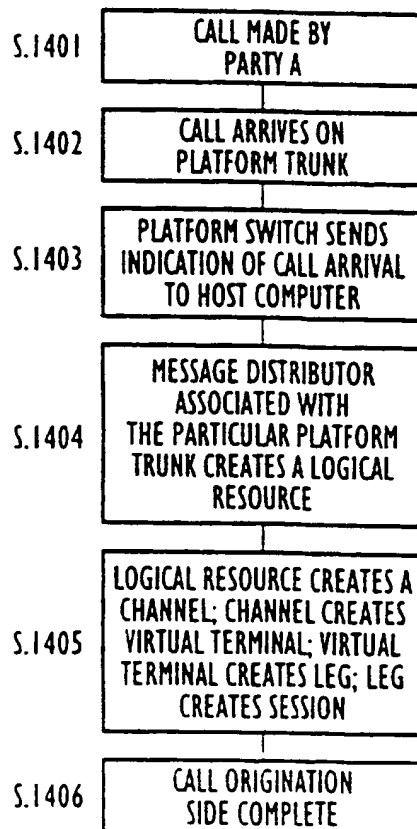 S.1401
CALL MADE BY
PARTY A
S.1402
CALL ARRIVES ON
PLATFORM TRUNK
S.1403
PLATFORM SWITCH SENDS
INDICATION OF CALL ARRIVAL
TO HOST COMPUTER
S.1404
MESSAGE DISTRIBUTOR
ASSOCIATED WITH
THE PARTICULAR PLATFORM
TRUNK CREATES A LOGICAL
RESOURCE
S.1405
LOGICAL RESOURCE CREATES A
CHANNEL; CHANNEL CREATES
VIRTUAL TERMINAL; VIRTUAL
TERMINAL CREATES LEG; LEG
CREATES SESSION
S.1406
CALL ORIGINATION
SIDE COMPLETE